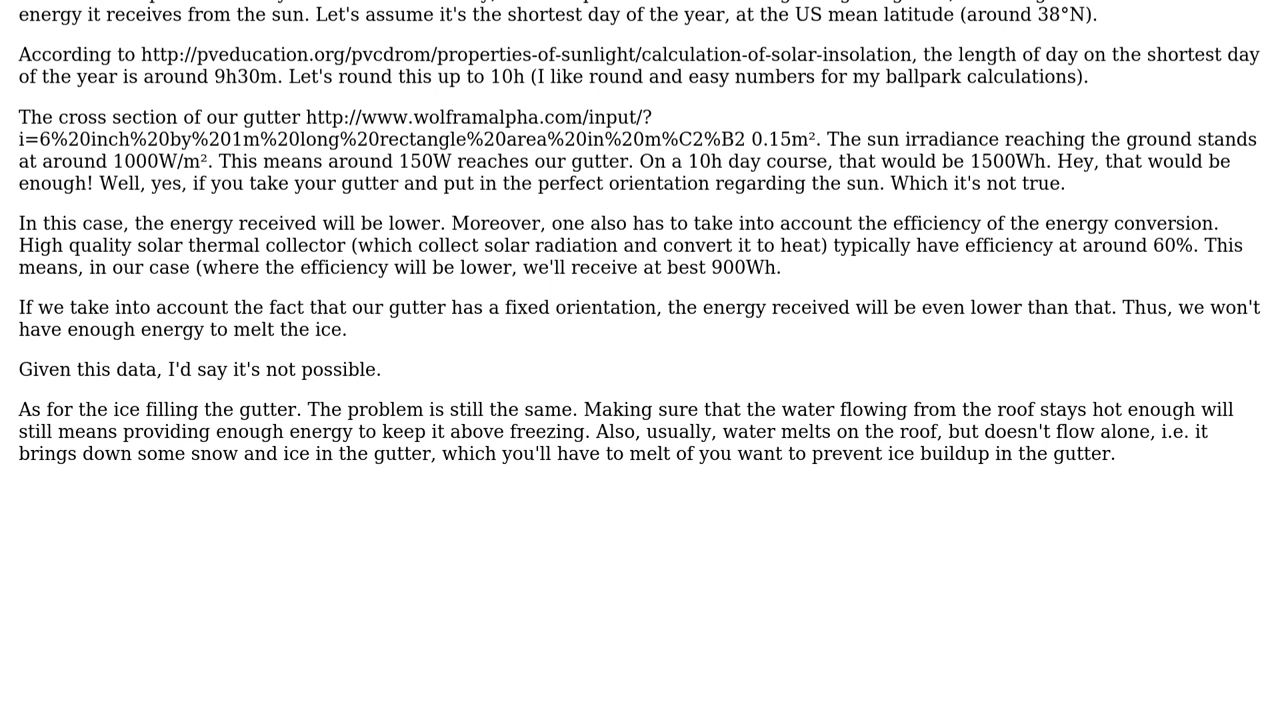 energy it receives from the sun. Let's assume it's the shortest day of the year, at the US mean latitude (around 38°N).
According to http://pveducation.org/pvcdrom/properties-of-sunlight/calculation-of-solar-insolation, the length of day on the shortest day
of the year is around 9h30m. Let's round this up to 10h (I like round and easy numbers for my ballpark calculations).
The cross section of our gutter http://www.wolframalpha.com/input/?
i=6%20inch%20by%201m%20long%20rectangle%20area%20in%20m%C2%B2 0.15m². The sun irradiance reaching the ground stands
at around 1000W/m². This means around 150W reaches our gutter. On a 10h day course, that would be 1500Wh. Hey, that would be
enough! Well, yes, if you take your gutter and put in the perfect orientation regarding the sun. Which it's not true.
In this case, the energy received will be lower. Moreover, one also has to take into account the efficiency of the energy conversion.
High quality solar thermal collector (which collect solar radiation and convert it to heat) typically have efficiency at around 60%. This
means, in our case (where the efficiency will be lower, we'll receive at best 900Wh.
If we take into account the fact that our gutter has a fixed orientation, the energy received will be even lower than that. Thus, we won't
have enough energy to melt the ice.
Given this data, I'd say it's not possible.
As for the ice filling the gutter. The problem is still the same. Making sure that the water flowing from the roof stays hot enough will
still means providing enough energy to keep it above freezing. Also, usually, water melts on the roof, but doesn't flow alone, i.e. it
brings down some snow and ice in the gutter, which you'll have to melt of you want to prevent ice buildup in the gutter.